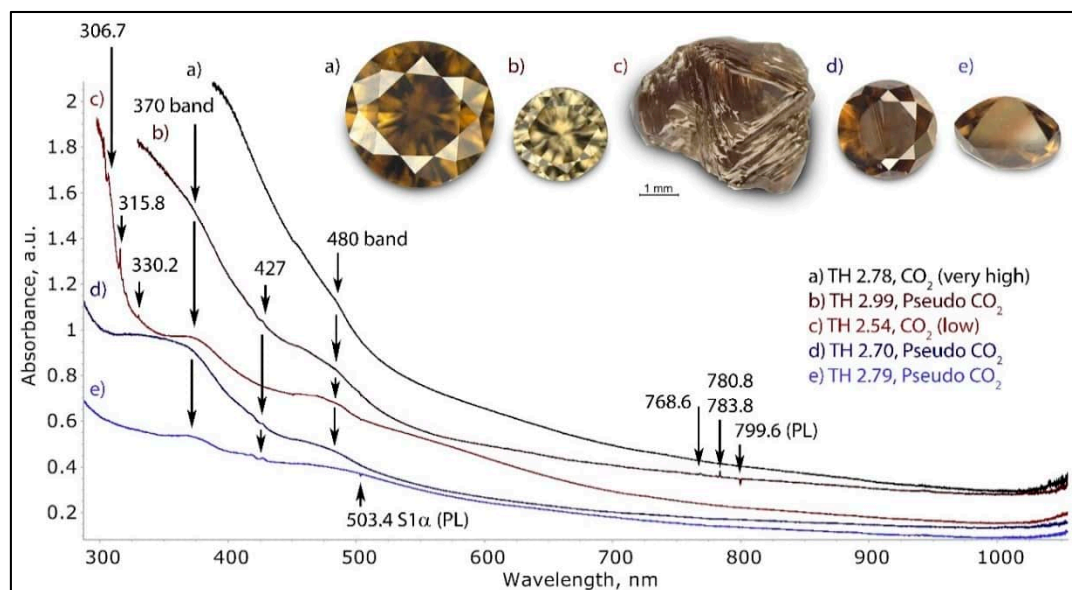 306.7
a)
b)
c)
d)
e)
2
c)
370 band
a)
b)
1.8
1 mm
1.6
315.8
480 band
1.4
330.2
427
a) TH 2.78, CO₂ (very high)
1.2
b) TH 2.99, Pseudo CO₂
d)
c) TH 2.54, CO₂ (low)
1
d) TH 2.70, Pseudo CO₂
0.8
e) TH 2.79, Pseudo CO₂
e)
780.8
768.6
783.8
0.6
799.6 (PL)
0.4
503.4 S1α (PL)
0.2
Absorbance, a.u.
300
400
500
600
700
800
900
1000
Wavelength, nm